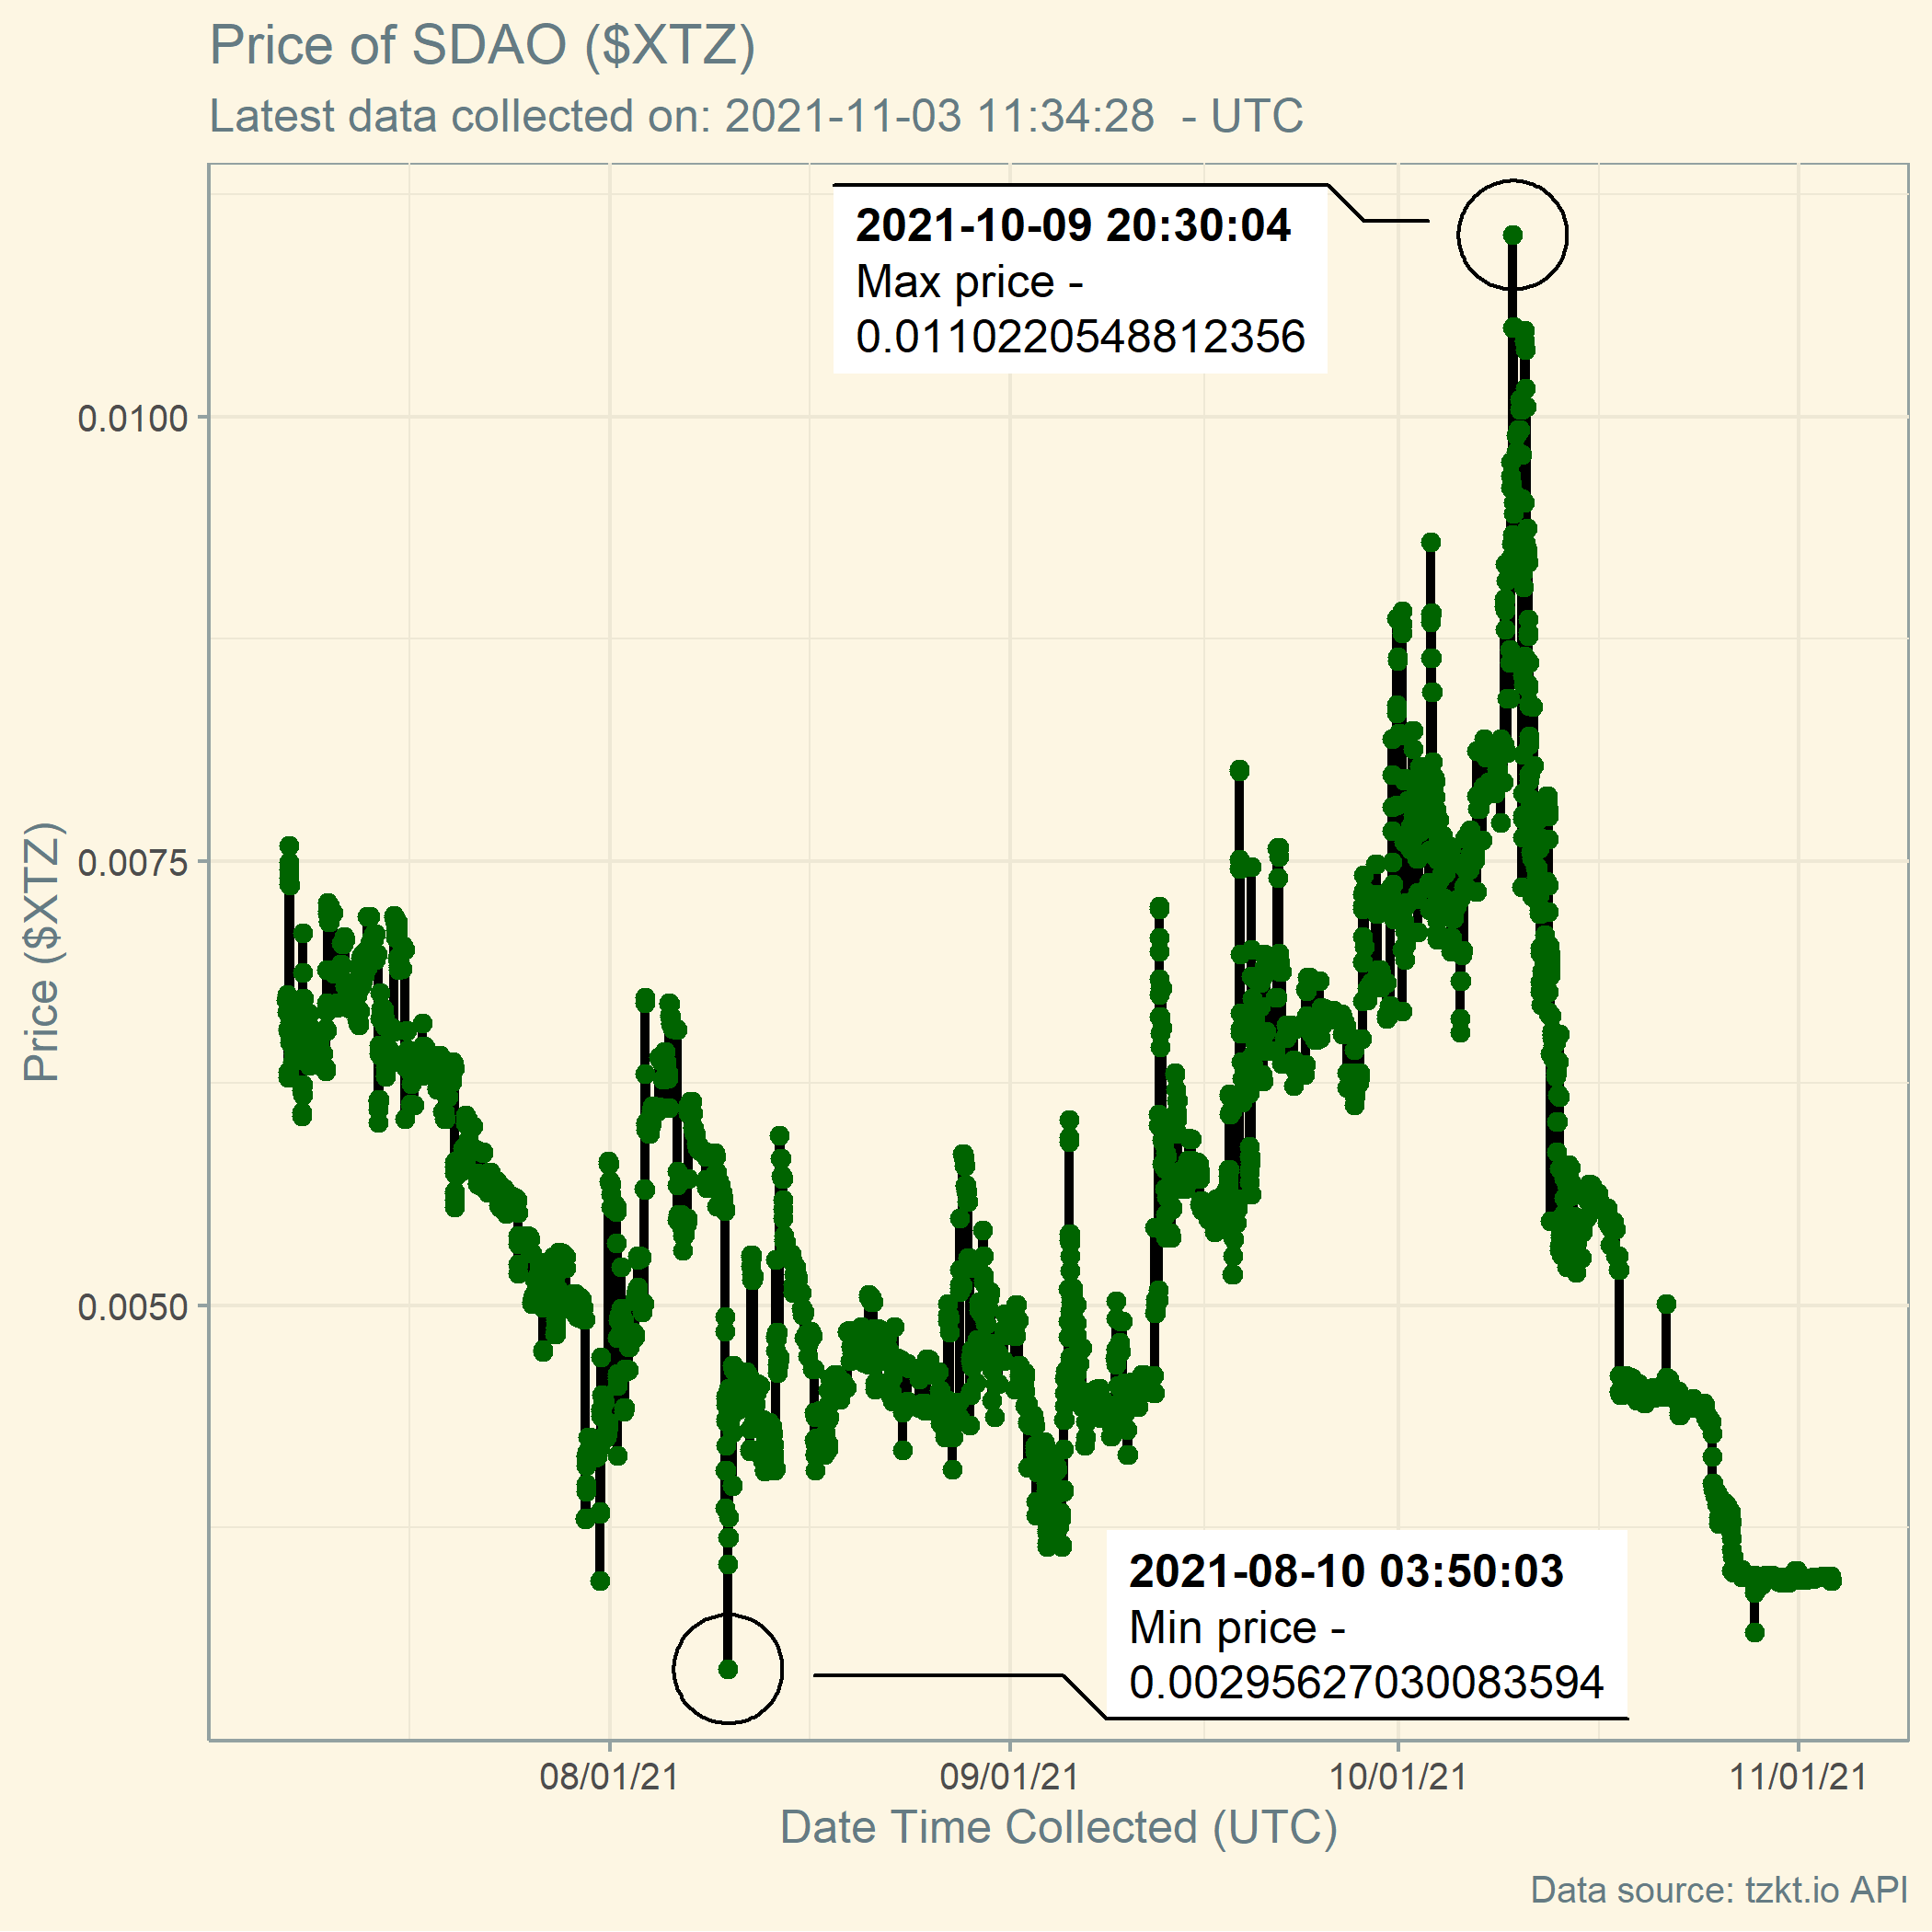 Price of SDAO ($XTZ)
Latest data collected on: 2021-11-03 11:34:28  - UTC
2021-10-09 20:30:04
Max price -
0.0110220548812356
0.0100
0.0075
0.0050
Price ($XTZ)
2021-08-10 03:50:03
Min price -
0.00295627030083594
08/01/21
09/01/21
10/01/21
11/01/21
Date Time Collected (UTC)
Data source: tzkt.io API